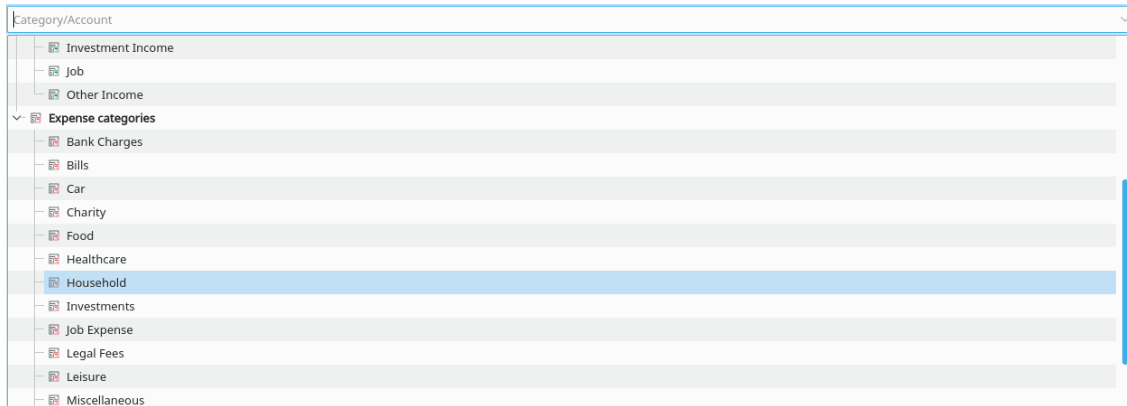 Category/Account
Investment Income
Job
Other Income
Expense categories
Bank Charges
Bills
Car
Charity
Food
Healthcare
Household
Investments
Job Expense
Legal Fees
Leisure
Miscellaneous